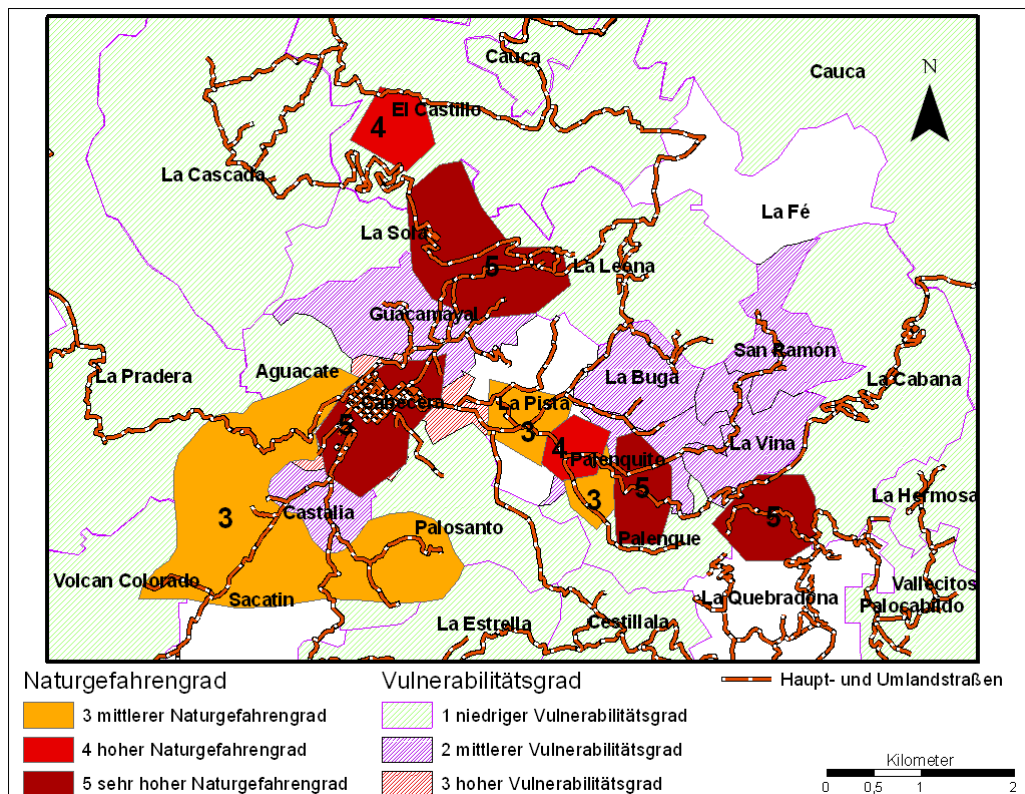 Cauca
Cauca
N
El Castillo
4
La Cascada
La Fé
La Sola
5
La Leona
Guacamayal
San Ramón
Aguacate
La Pradera
La Buga
La Cabana
Cabecera
La Pista
3
5
4
La Vina
Palenquito
5
La Hermosa
3
3
Castalia
5
Palosanto
Palenque
Volcan Colorado
Vallecitos
Sacatin
La Quebradona
Palocabildo
La Estrella
Cestillala
Naturgefahrengrad
3 mittlerer Naturgefahrengrad
4 hoher Naturgefahrengrad
5 sehr hoher Naturgefahrengrad
Vulnerabilitätsgrad
1 niedriger Vulnerabilitätsgrad
2 mittlerer Vulnerabilitätsgrad
3 hoher Vulnerabilitätsgrad
Haupt- und Umlandstraßen
Kilometer
0 0,5 1 2